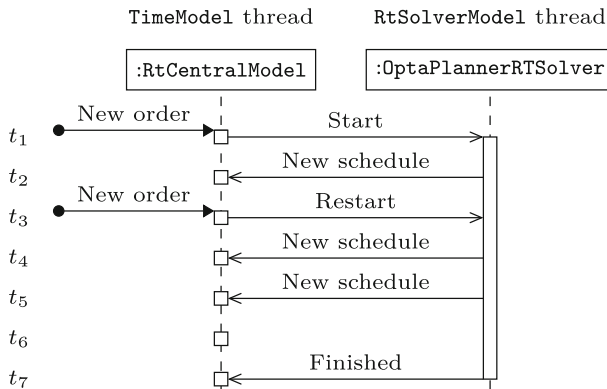 TimeModel thread RtSolverModel thread
:RtCentralModel :OptaPlannerRTSolver
New order
Start
t1
New schedule
t2
New order
Restart
t3
New schedule
t4
New schedule
t5
t6
Finished
t7